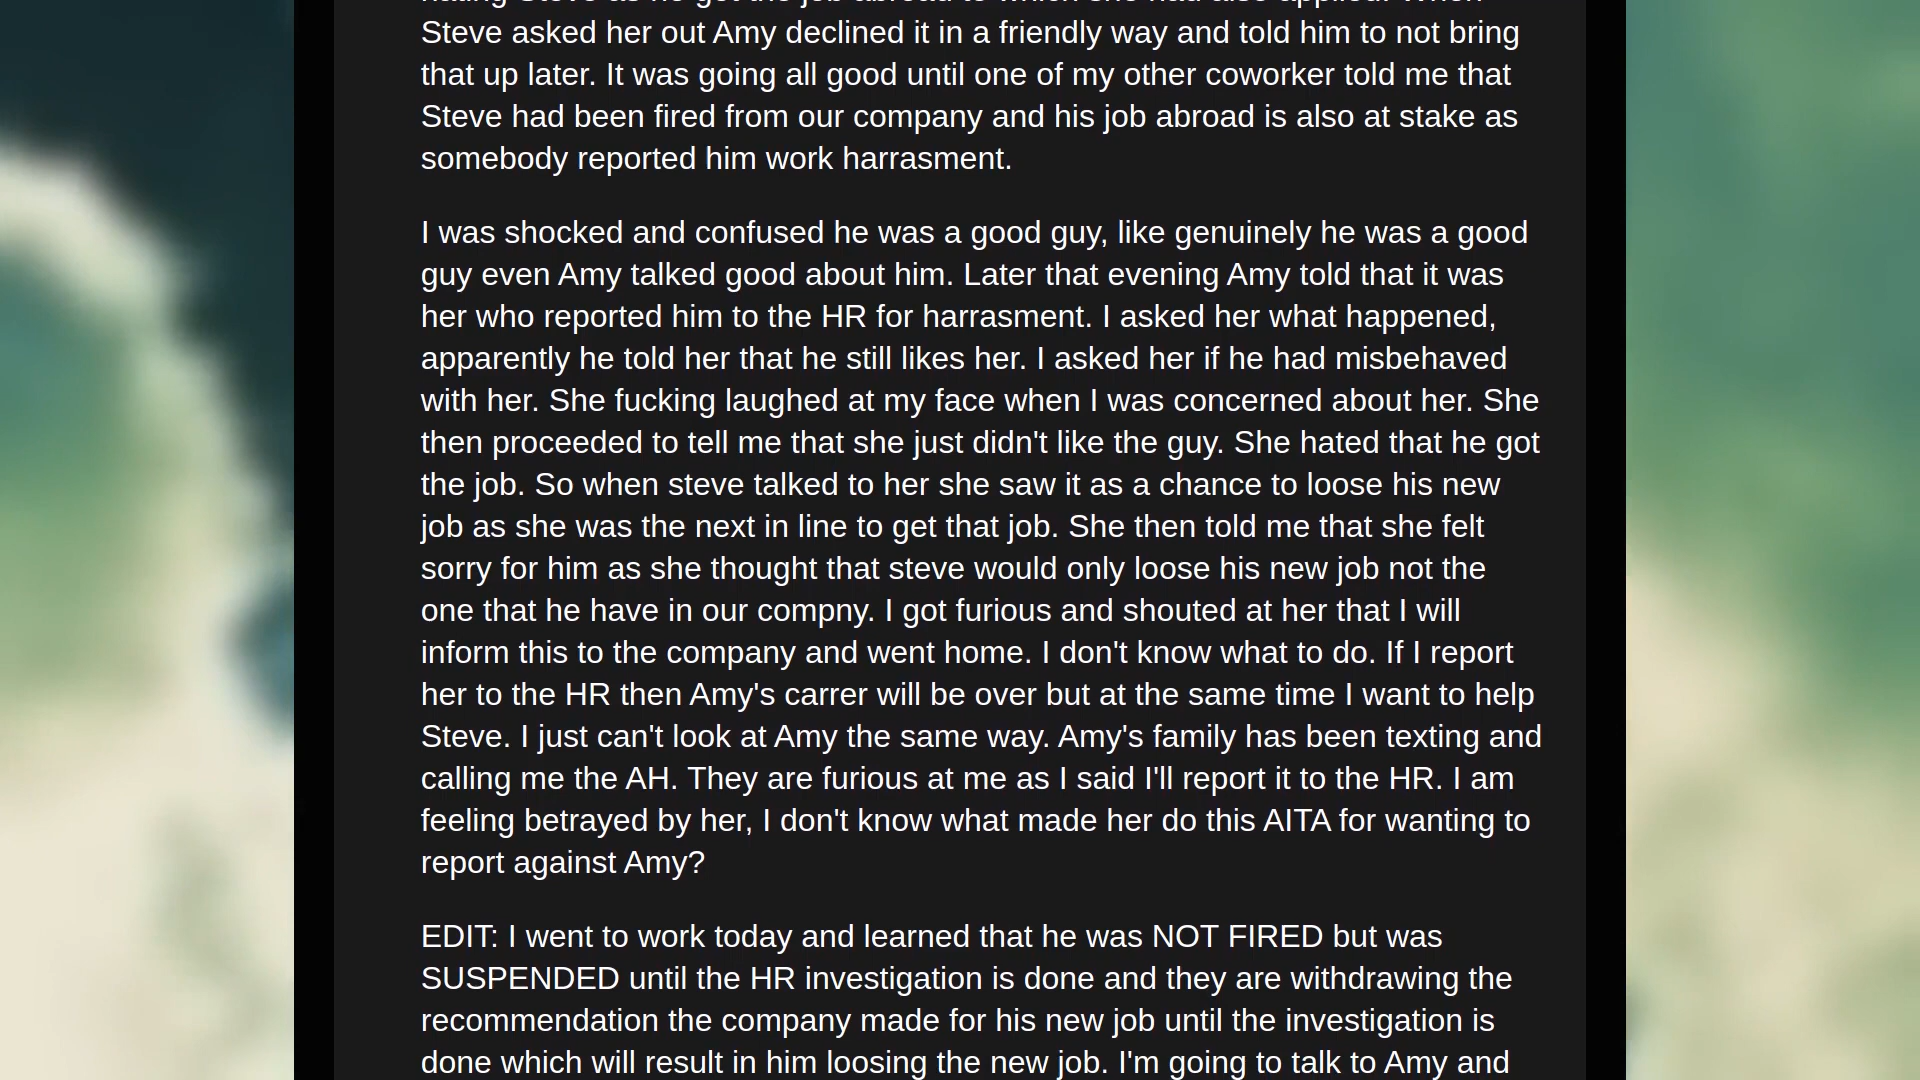 hating Steve as he got the job abroad to which she had also applied. When
Steve asked her out Amy declined it in a friendly way and told him to not bring
that up later. It was going all good until one of my other coworker told me that
Steve had been fired from our company and his job abroad is also at stake as
somebody reported him work harrasment.
I was shocked and confused he was a good guy, like genuinely he was a good
guy even Amy talked good about him. Later that evening Amy told that it was
her who reported him to the HR for harrasment. I asked her what happened,
apparently he told her that he still likes her. I asked her if he had misbehaved
with her. She fucking laughed at my face when I was concerned about her. She
then proceeded to tell me that she just didn't like the guy. She hated that he got
the job. So when steve talked to her she saw it as a chance to loose his new
job as she was the next in line to get that job. She then told me that she felt
sorry for him as she thought that steve would only loose his new job not the
one that he have in our compny. I got furious and shouted at her that I will
inform this to the company and went home. I don't know what to do. If I report
her to the HR then Amy's carrer will be over but at the same time I want to help
Steve. I just can't look at Amy the same way. Amy's family has been texting and
calling me the AH. They are furious at me as I said I'll report it to the HR. I am
feeling betrayed by her, I don't know what made her do this AITA for wanting to
report against Amy?
EDIT: I went to work today and learned that he was NOT FIRED but was
SUSPENDED until the HR investigation is done and they are withdrawing the
recommendation the company made for his new job until the investigation is
done which will result in him loosing the new job. I'm going to talk to Amy and